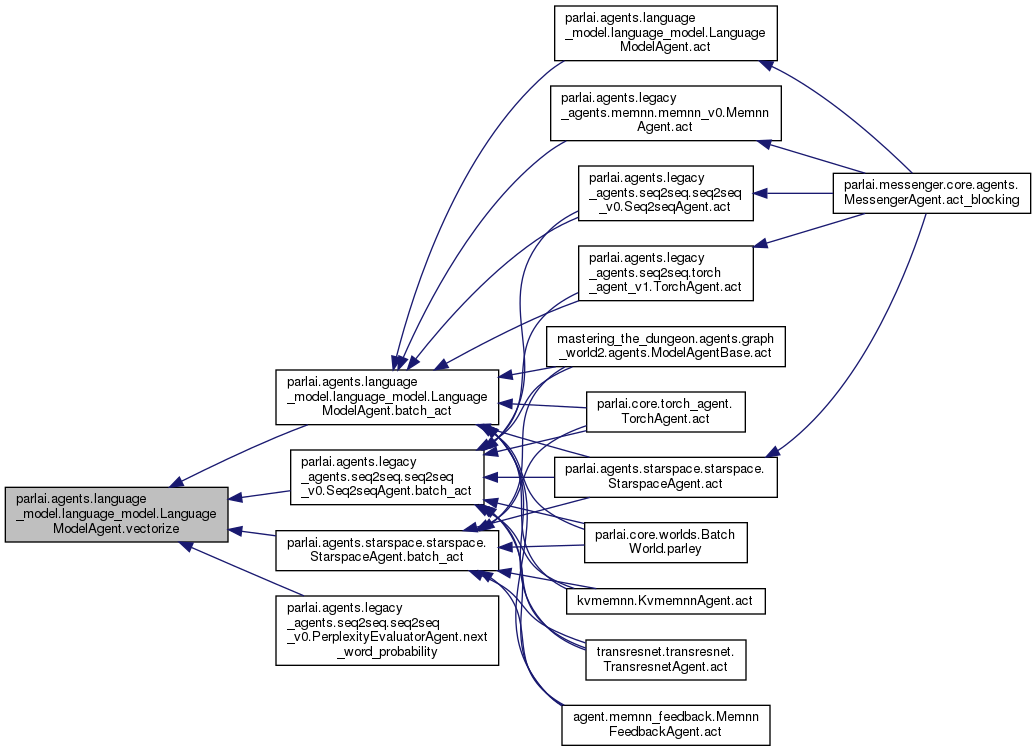 parlai.agents.language
_model.language_model.Language
ModelAgent.act
parlai.agents.legacy
_agents.memnn.memnn_v0.Memnn
Agent.act
parlai.agents.legacy
_agents.seq2seq.seq2seq
_v0.Seq2seqAgent.act
parlai.messenger.core.agents.
MessengerAgent.act_blocking
parlai.agents.legacy
_agents.seq2seq.torch
_agent_v1.TorchAgent.act
mastering_the_dungeon.agents.graph
_world2.agents.ModelAgentBase.act
parlai.agents.language
_model.language_model.Language
ModelAgent.batch_act
parlai.core.torch_agent.
TorchAgent.act
parlai.agents.legacy
_agents.seq2seq.seq2seq
_v0.Seq2seqAgent.batch_act
parlai.agents.starspace.starspace.
StarspaceAgent.act
parlai.agents.language
_model.language_model.Language
ModelAgent.vectorize
parlai.agents.starspace.starspace.
StarspaceAgent.batch_act
parlai.core.worlds.Batch
World.parley
parlai.agents.legacy
_agents.seq2seq.seq2seq
_v0.PerplexityEvaluatorAgent.next
_word_probability
kvmemnn.KvmemnnAgent.act
transresnet.transresnet.
TransresnetAgent.act
agent.memnn_feedback.Memnn
FeedbackAgent.act